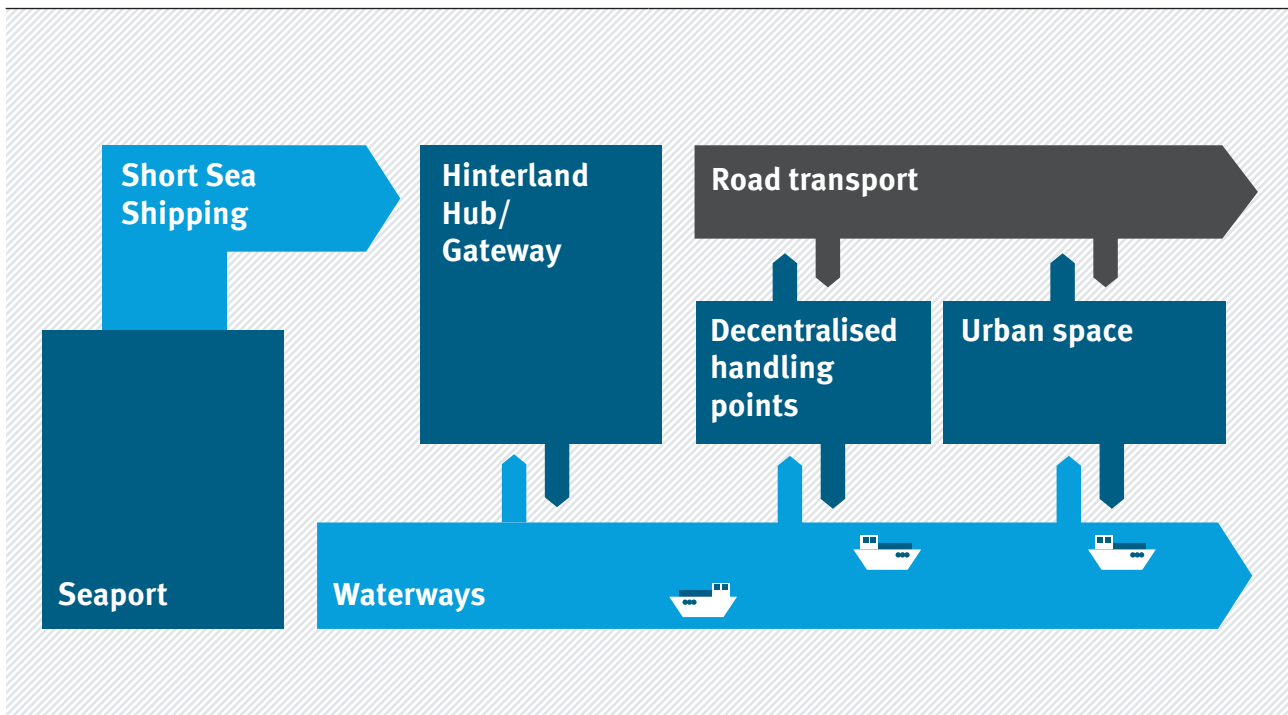 Short Sea
Shipping
Hinterland
Hub/
Gateway
Road transport
Decentralised
handling
points
Urban space
Seaport
Waterways